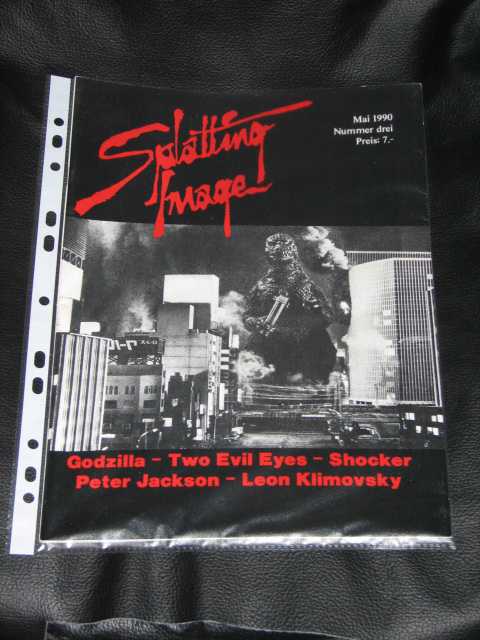 Splatting
Image
Mai 1990
Nummer drei
Preis: 7.-
Godzilla - Two Evil Eyes - Shocker
Peter Jackson - Leon Klimovsky